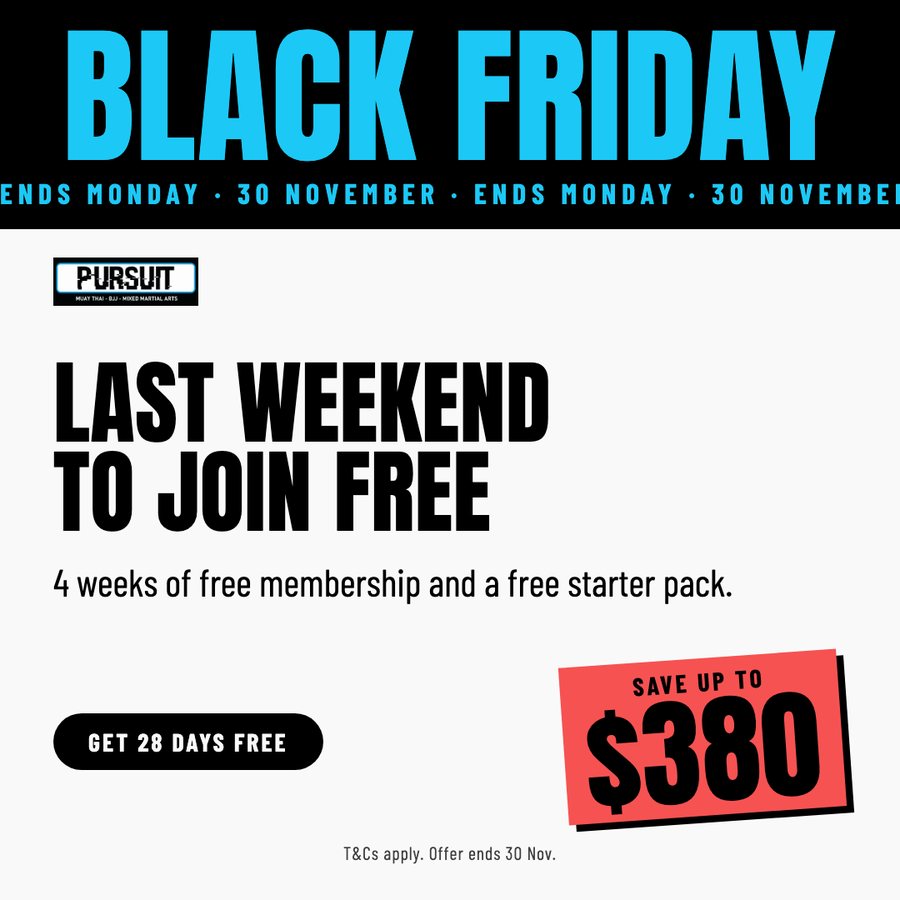 BLACK FRIDAY
ENDS MONDAY · 30 NOVEMBER · ENDS MONDAY · 30 NOVEMBER
PURSUIT
MUAY THAI - BJJ - MIXED MARTIAL ARTS
LAST WEEKEND
TO JOIN FREE
4 weeks of free membership and a free starter pack.
SAVE UP TO
$380
GET 28 DAYS FREE
T&Cs apply. Offer ends 30 Nov.